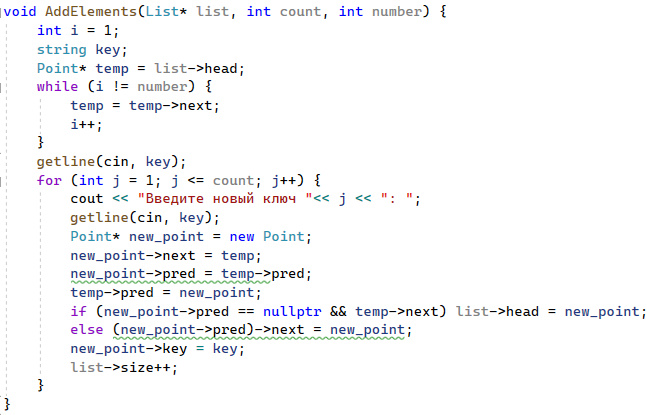 void AddElements(List* list, int count, int number) {
    int i = 1;
    string key;
    Point* temp = list->head;
    while (i != number) {
        temp = temp->next;
        i++;
    }
    getline(cin, key);
    for (int j = 1; j <= count; j++) {
        cout << "Введите новый ключ "<< j << ": ";
        getline(cin, key);
        Point* new_point = new Point;
        new_point->next = temp;
        new_point->pred = temp->pred;
        temp->pred = new_point;
        if (new_point->pred == nullptr && temp->next) list->head = new_point;
        else (new_point->pred)->next = new_point;
        new_point->key = key;
        list->size++;
    }
}